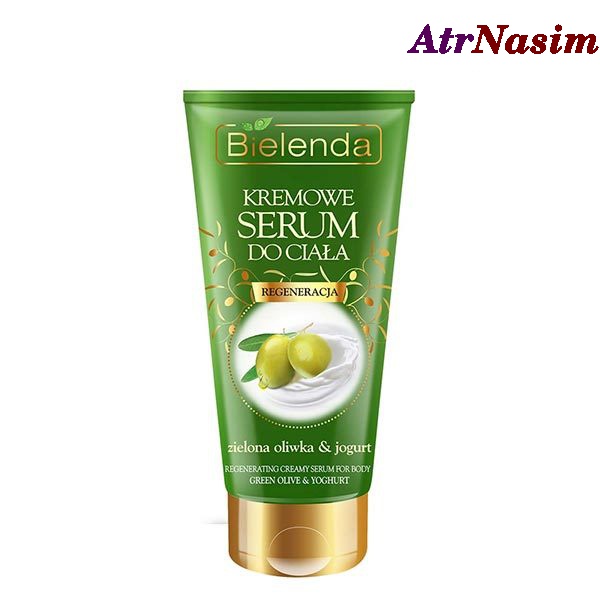 AtrNasim
Bielenda
KREMOWE
SERUM
DO CIAŁA
REGENERACJA
zielona oliwka & jogurt
REGENERATING CREAMY SERUM FOR BODY
GREEN OLIVE & YOGHURT